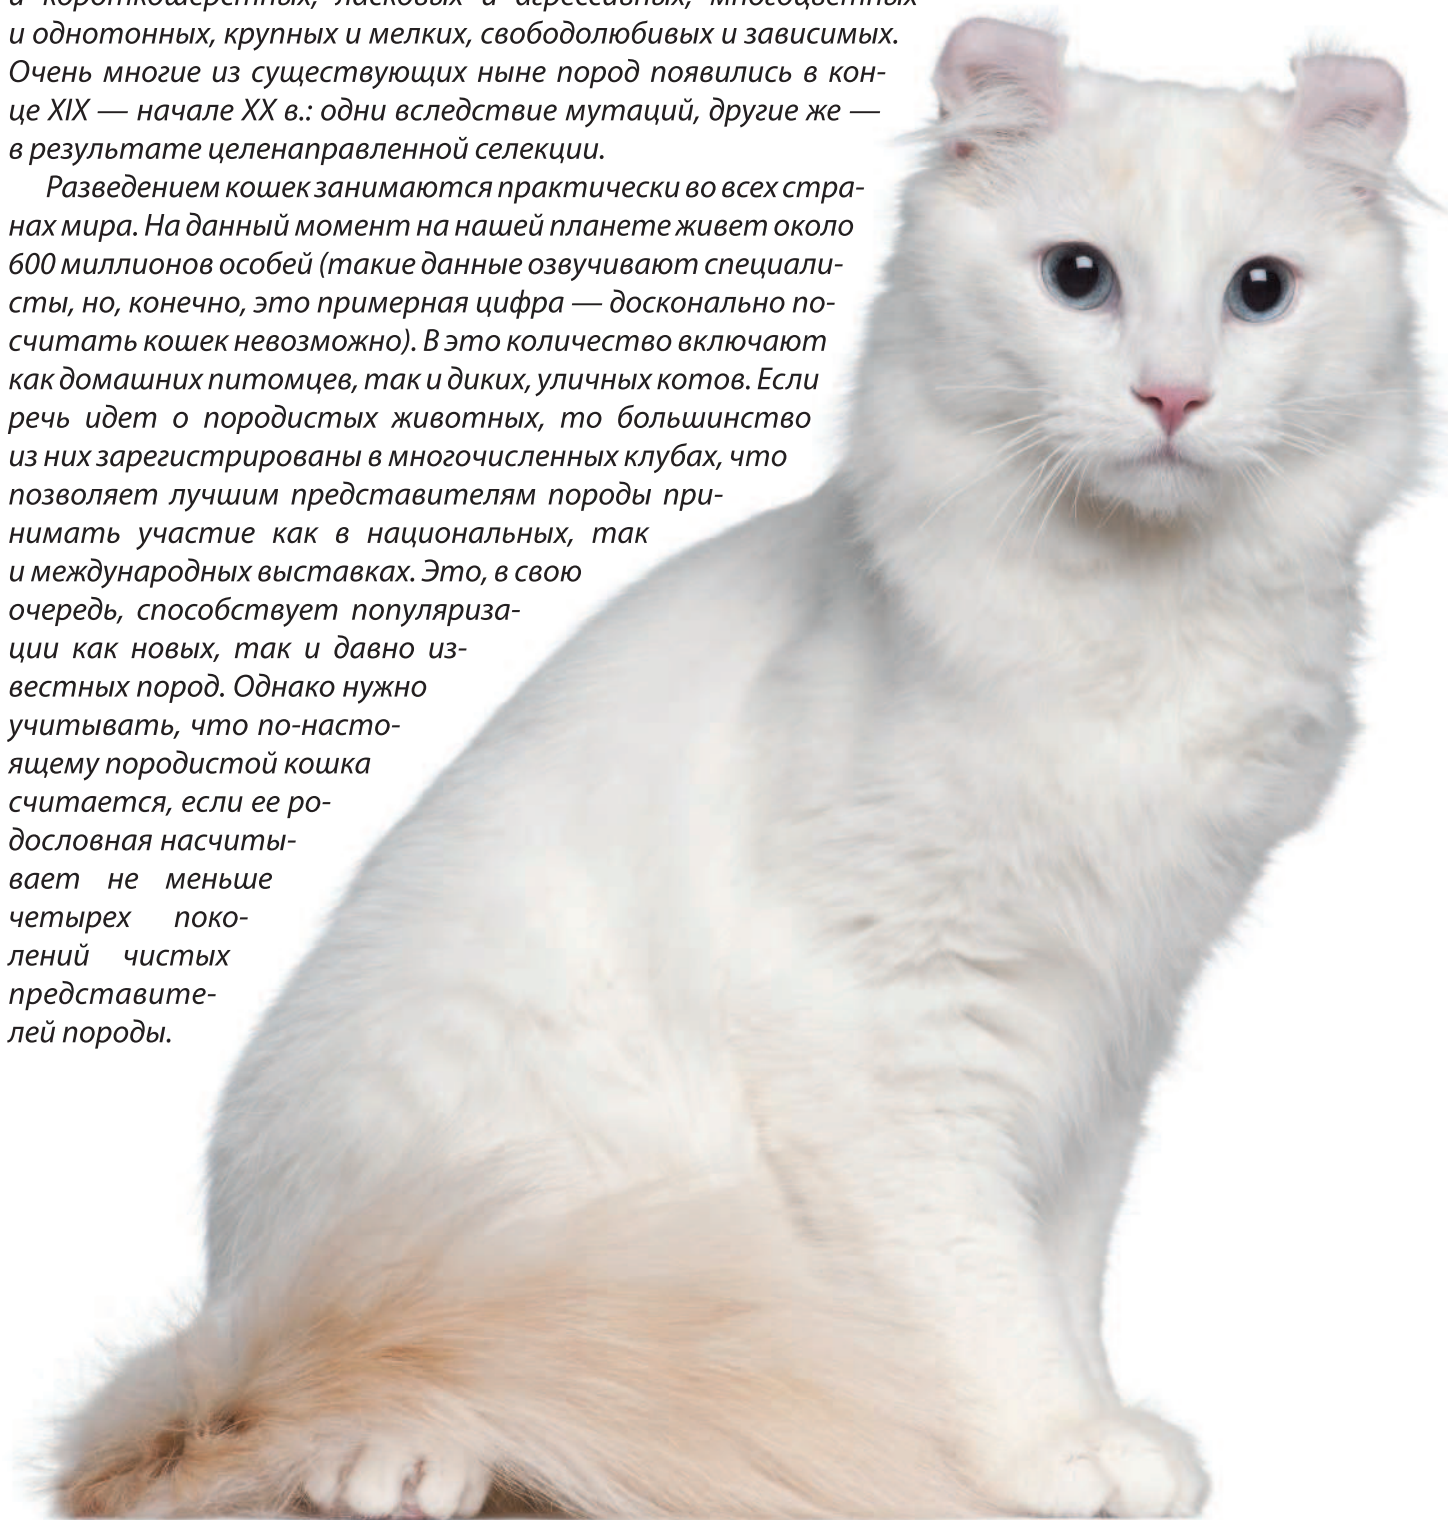 и короткошерстных, ласковых и агрессивных, многоцветных
и однотонных, крупных и мелких, свободолюбивых и зависимых.
Очень многие из существующих ныне пород появились в кон-
це XIX — начале XX в.: одни вследствие мутаций, другие же —
в результате целенаправленной селекции.
Разведением кошек занимаются практически во всех стра-
нах мира. На данный момент на нашей планете живет около
600 миллионов особей (такие данные озвучивают специали-
сты, но, конечно, это примерная цифра — досконально по-
считать кошек невозможно). В это количество включают
как домашних питомцев, так и диких, уличных котов. Если
речь идет о породистых животных, то большинство
из них зарегистрированы в многочисленных клубах, что
позволяет лучшим представителям породы при-
нимать участие как в национальных, так
и международных выставках. Это, в свою
очередь, способствует популяриза-
ции как новых, так и давно из-
вестных пород. Однако нужно
учитывать, что по-насто-
ящему породистой кошка
считается, если ее ро-
дословная насчиты-
вает не меньше
четырех поко-
лений чистых
представите-
лей породы.